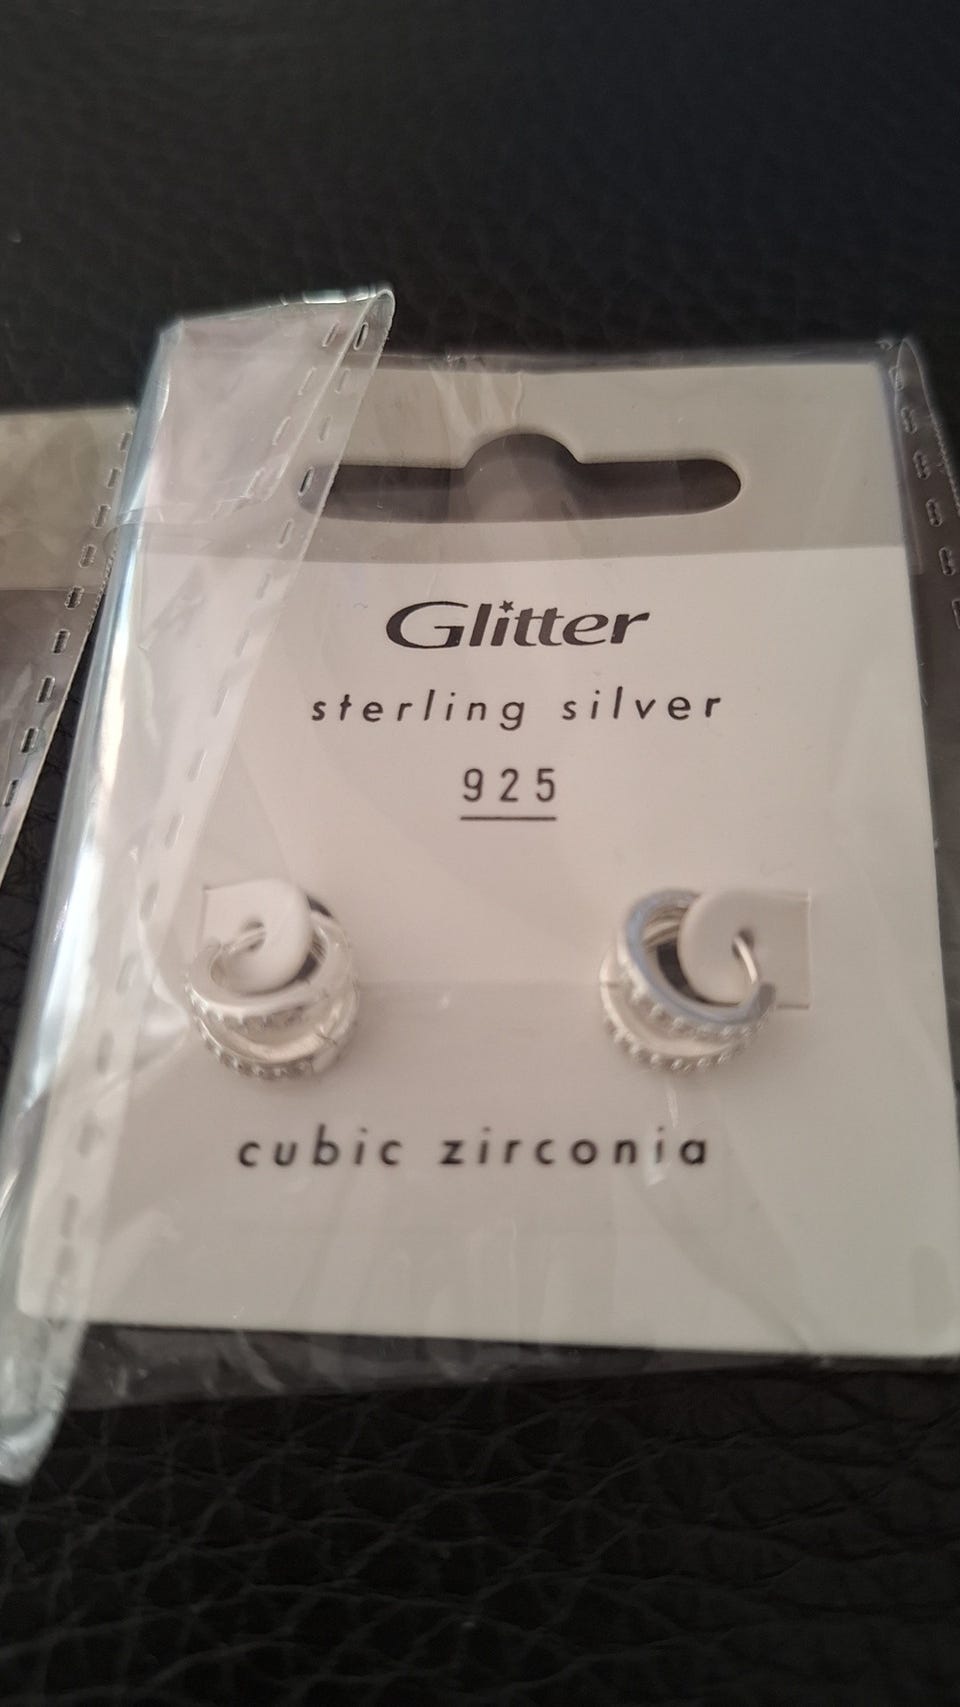 Glitter
sterling silver
925
cubic zirconia